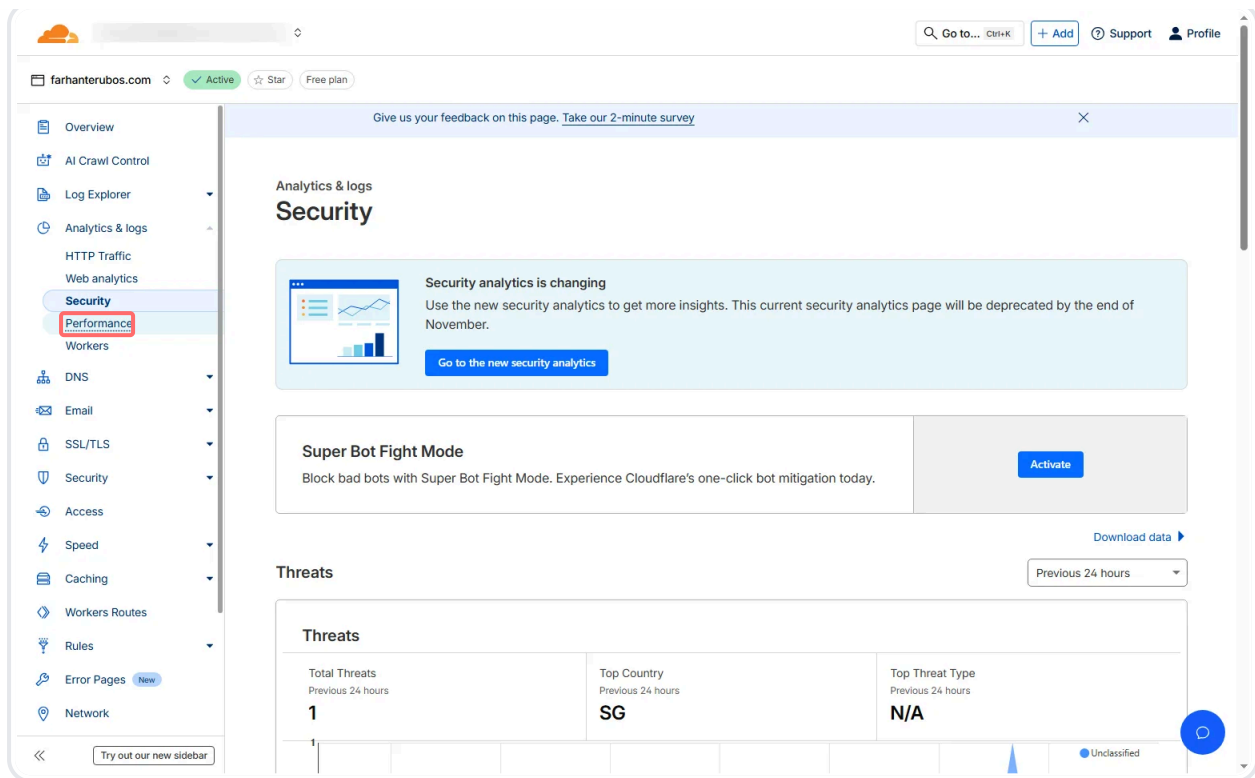 Go to... Ctrl+K
+ Add
Support
Profile
farhanterubos.com
Active
Star
Free plan
Overview
AI Crawl Control
Log Explorer
Analytics & logs
HTTP Traffic
Web analytics
Security
Performance
Workers
DNS
Email
SSL/TLS
Security
Access
Speed
Caching
Workers Routes
Rules
Error Pages New
Network
Try out our new sidebar
Give us your feedback on this page. Take our 2-minute survey
Analytics & logs
Security
Security analytics is changing
Use the new security analytics to get more insights. This current security analytics page will be deprecated by the end of
November.
Go to the new security analytics
Super Bot Fight Mode
Block bad bots with Super Bot Fight Mode. Experience Cloudflare's one-click bot mitigation today.
Activate
Download data
Threats
Previous 24 hours
Threats
Total Threats
Previous 24 hours
1
Top Country
Previous 24 hours
SG
Top Threat Type
Previous 24 hours
N/A
1
Unclassified